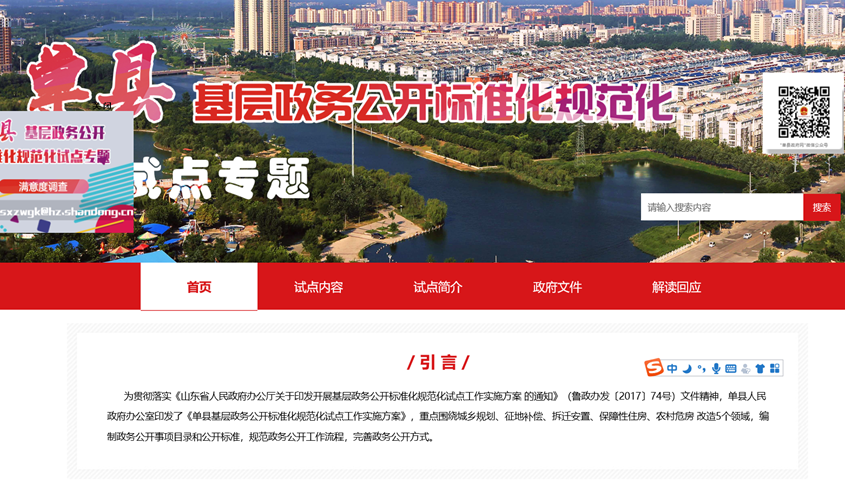 单县
基层政务公开标准化规范化
试点专题
县 基层政务公开
准化规范化试点专题
满意度调查
sxzwgk@hz.shandong.cn
"单县政府网"微信公众号
请输入搜索内容
搜索
首页
试点内容
试点简介
政府文件
解读回应
/ 引 言 /
中
为贯彻落实《山东省人民政府办公厅关于印发开展基层政务公开标准化规范化试点工作实施方案 的通知》（鲁政办发〔2017〕74号）文件精神，单县人民
政府办公室印发了《单县基层政务公开标准化规范化试点工作实施方案》，重点围绕城乡规划、征地补偿、拆迁安置、保障性住房、农村危房 改造5个领域，编
制政务公开事项目录和公开标准，规范政务公开工作流程，完善政务公开方式。